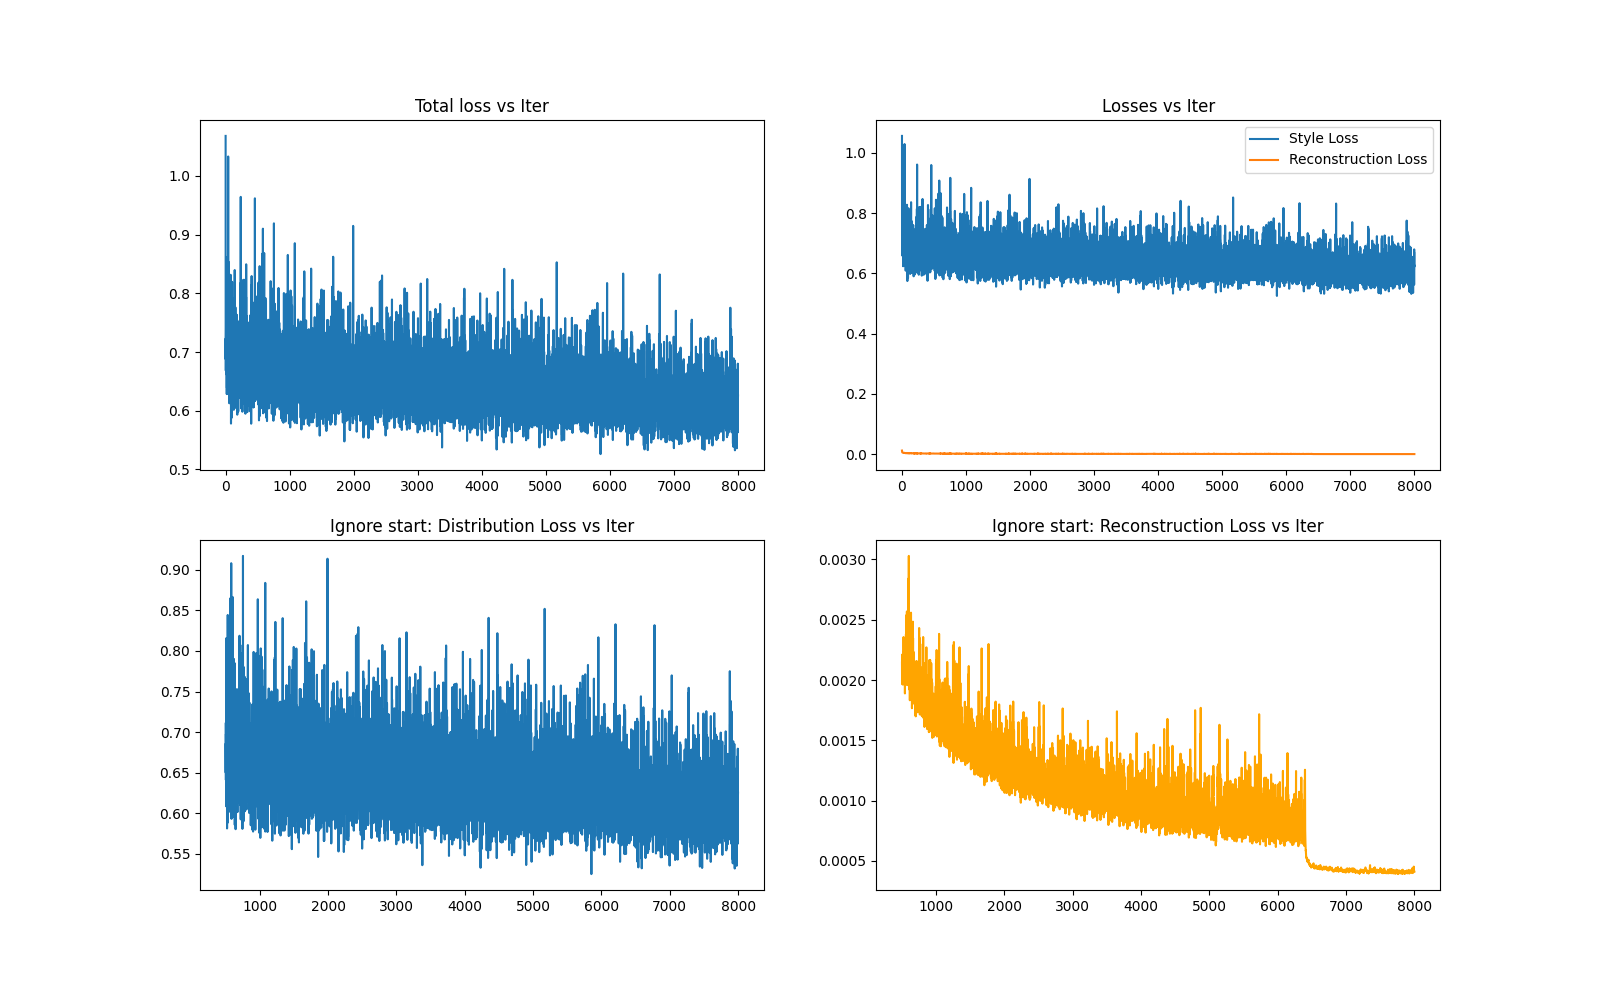 Total loss vs Iter
1.0
0.9
0.8
0.7
0.6
0.5
0 1000 2000 3000 4000 5000 6000 7000 8000
Losses vs Iter
Style Loss
Reconstruction Loss
1.0
0.8
0.6
0.4
0.2
0.0
0 1000 2000 3000 4000 5000 6000 7000 8000
Ignore start: Distribution Loss vs Iter
0.90
0.85
0.80
0.75
0.70
0.65
0.60
0.55
1000 2000 3000 4000 5000 6000 7000 8000
Ignore start: Reconstruction Loss vs Iter
0.0030
0.0025
0.0020
0.0015
0.0010
0.0005
1000 2000 3000 4000 5000 6000 7000 8000